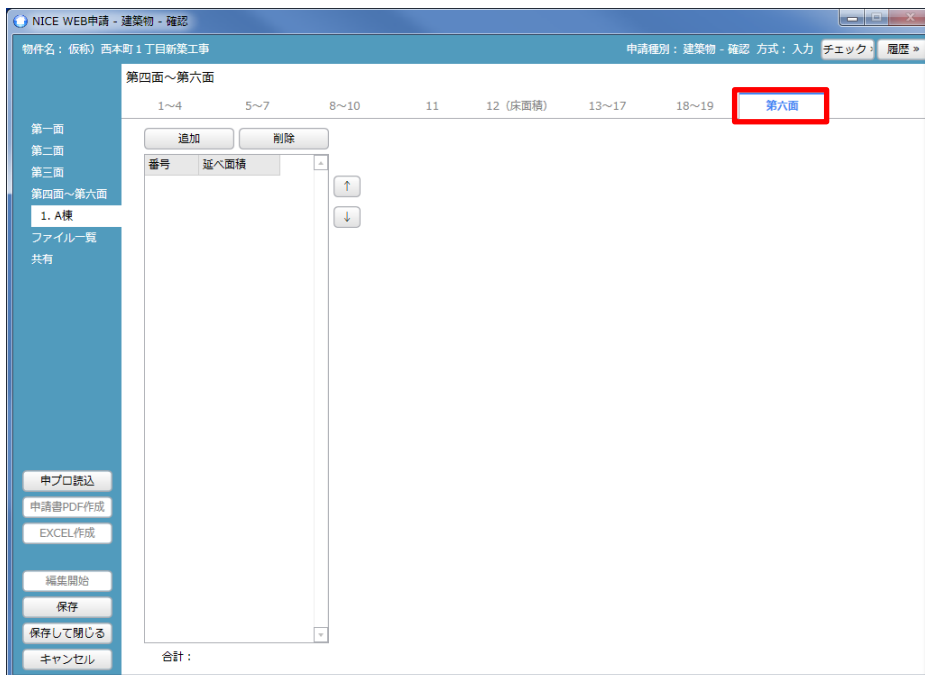 NICE WEB申請 - 建築物 - 確認
物件名：仮称）西本町１丁目新築工事 申請種別：建築物 - 確認 方式：入力 チェック» 履歴 »
第四面～第六面
1～4 5～7 8～10 11 12（床面積） 13～17 18～19 第六面
第一面
第二面
第三面
第四面～第六面
1. A棟
ファイル一覧
共有
追加 削除
番号 延べ面積
↑
↓
申プロ読込
申請書PDF作成
EXCEL作成
編集開始
保存
保存して閉じる
キャンセル
合計：